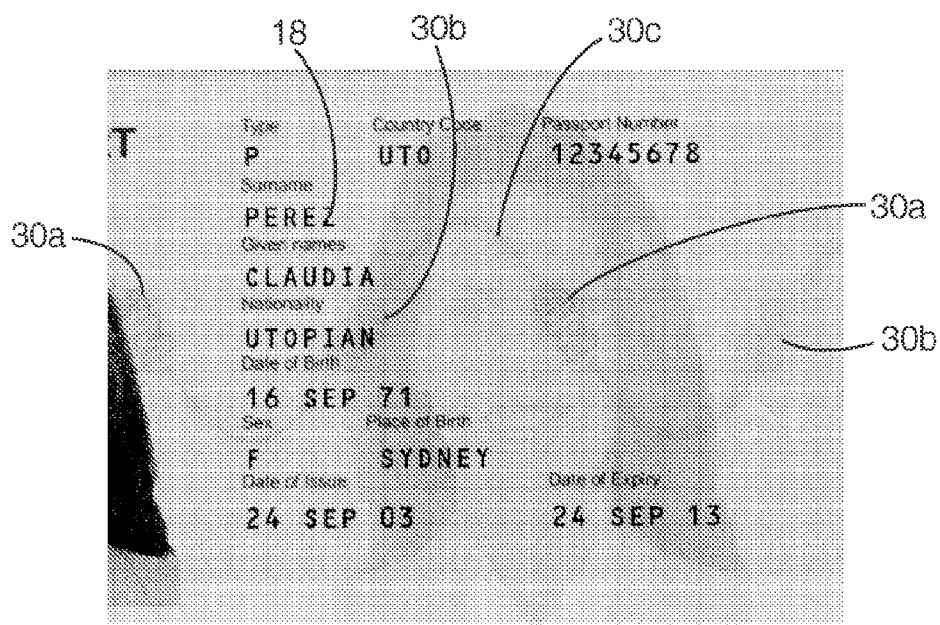 18 30b 30c
T Type Country Code Passport Number
P UTO 12345678
Surname
PEREZ 30a
30a Given names
CLAUDIA
Nationality
UTOPIAN 30b
Date of Birth
16 SEP 71
Sex Place of Birth
F SYDNEY
Date of Issue Date of Expiry
24 SEP 03 24 SEP 13